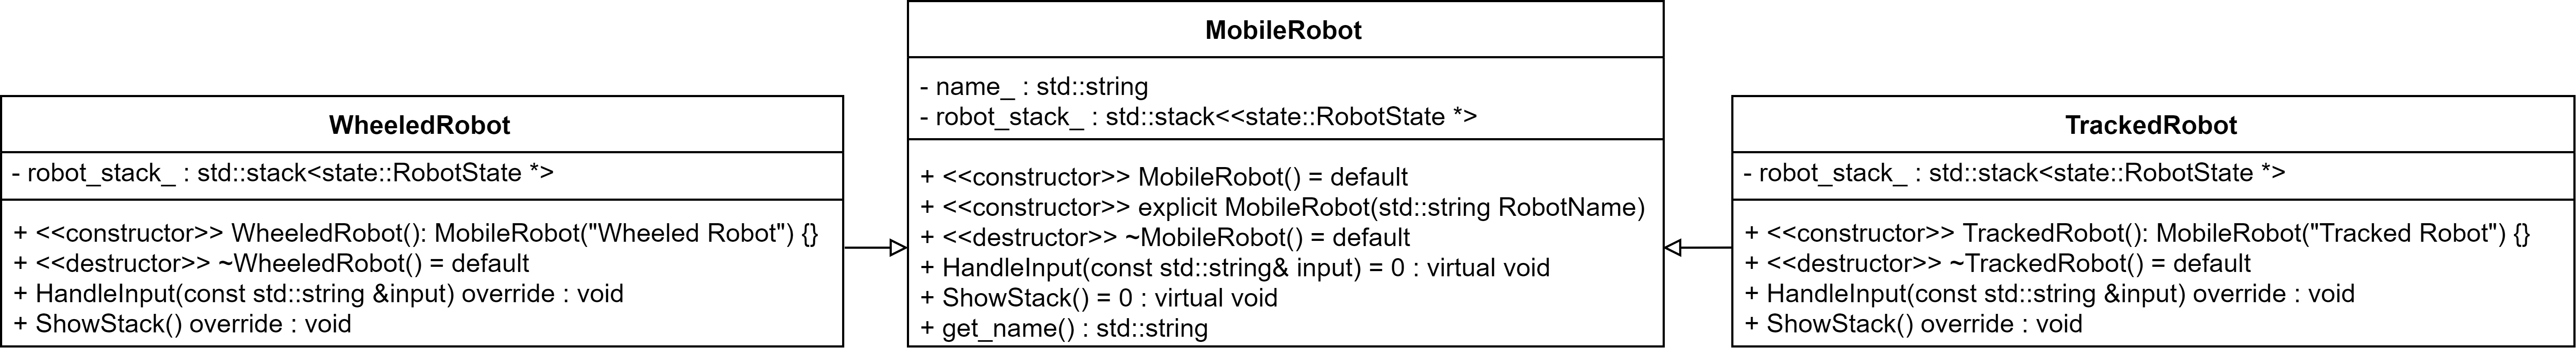 WheeledRobot
- robot_stack_ : std::stack<state::RobotState *>
+ <<constructor>> WheeledRobot(): MobileRobot("Wheeled Robot") {}
+ <<destructor>> ~WheeledRobot() = default
+ HandleInput(const std::string &input) override : void
+ ShowStack() override : void
MobileRobot
- name_ : std::string
- robot_stack_ : std::stack<<state::RobotState *>
+ <<constructor>> MobileRobot() = default
+ <<constructor>> explicit MobileRobot(std::string RobotName)
+ <<destructor>> ~MobileRobot() = default
+ HandleInput(const std::string& input) = 0 : virtual void
+ ShowStack() = 0 : virtual void
+ get_name() : std::string
TrackedRobot
- robot_stack_ : std::stack<state::RobotState *>
+ <<constructor>> TrackedRobot(): MobileRobot("Tracked Robot") {}
+ <<destructor>> ~TrackedRobot() = default
+ HandleInput(const std::string &input) override : void
+ ShowStack() override : void